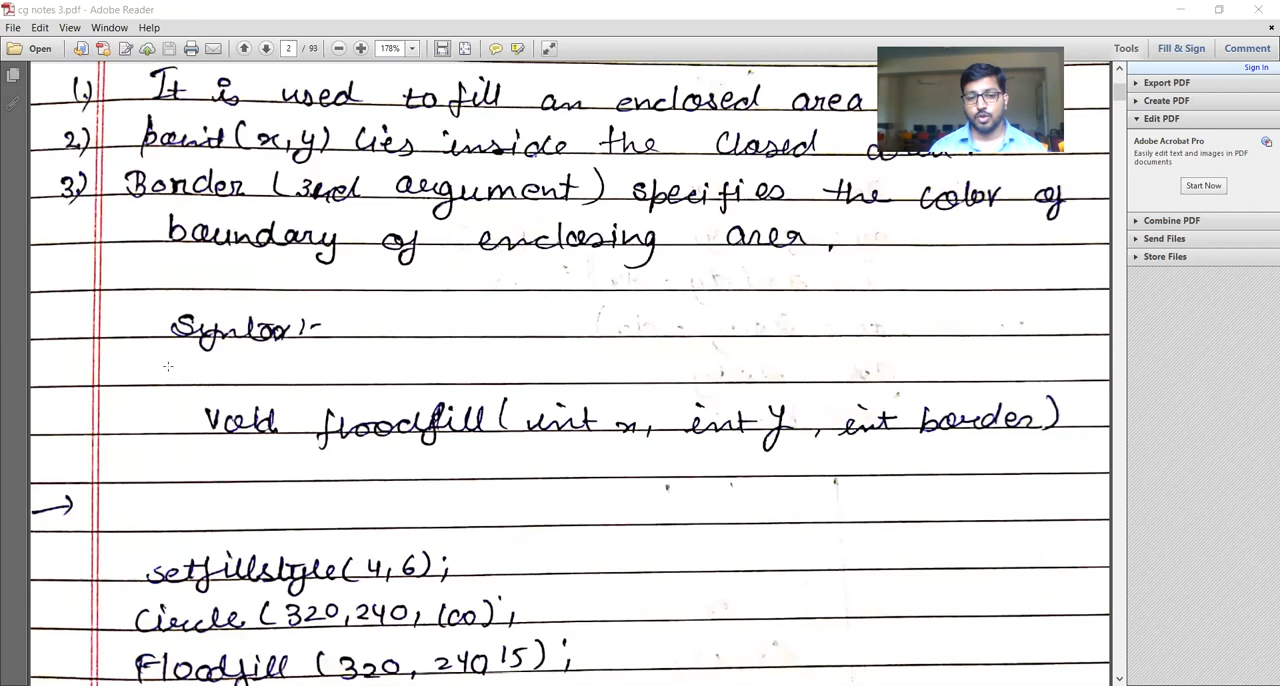 cg notes 3.pdf - Adobe Reader
File Edit View Window Help
Open 2 / 93 178% Tools Fill & Sign Comment
Sign In
Export PDF
Create PDF
Edit PDF
Adobe Acrobat Pro
Easily edit text and images in PDF documents
Start Now
Combine PDF
Send Files
Store Files
1.) It is used to fill an enclosed area
2.) point (x, y) lies inside the closed area.
3.) Border (3rd argument) specifies the color of
boundary of enclosing area.
Syntax :-
Void floodfill( int x, int y, int border)
→
setfillstyle( 4, 6);
Circle ( 320, 240, 100);
Floodfill ( 320, 240 15);